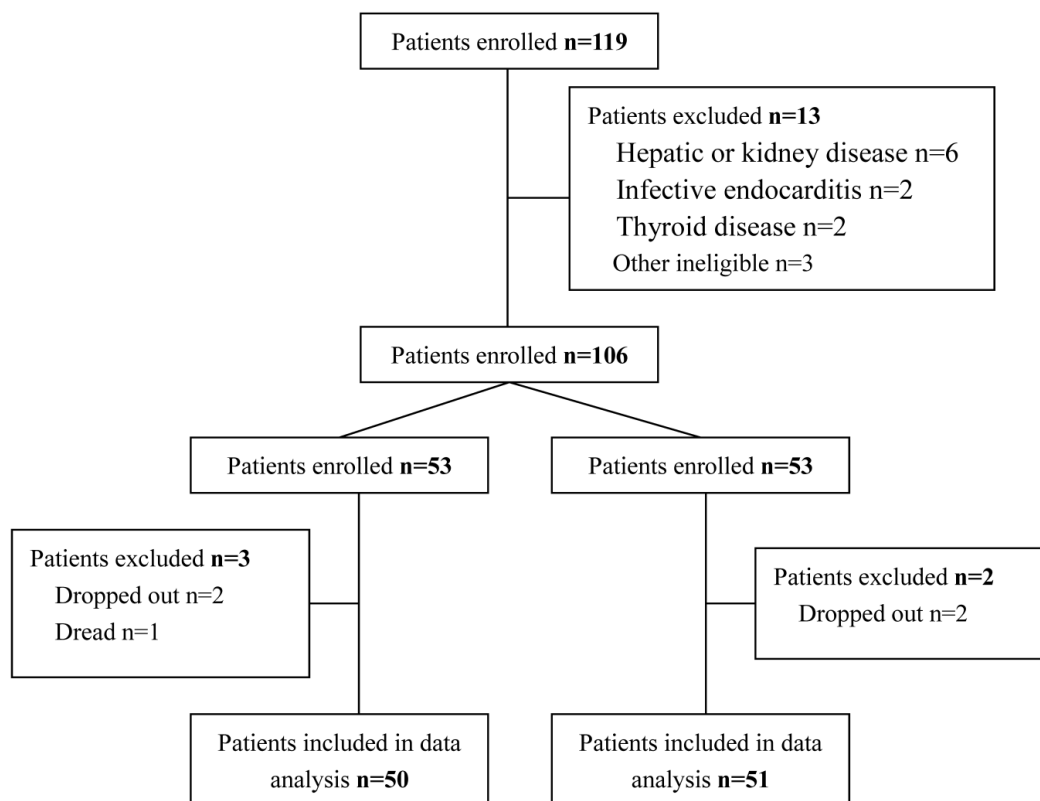 Patients enrolled n=119
Patients excluded n=13
Hepatic or kidney disease n=6
Infective endocarditis n=2
Thyroid disease n=2
Other ineligible n=3
Patients enrolled n=106
Patients enrolled n=53
Patients enrolled n=53
Patients excluded n=3
Dropped out n=2
Dread n=1
Patients excluded n=2
Dropped out n=2
Patients included in data
analysis n=50
Patients included in data
analysis n=51